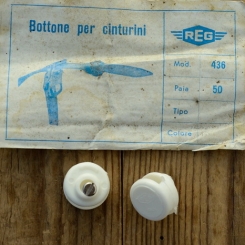 Bottone per cinturini
REG
Mod. 436
Paia 50
Tipo
Colore